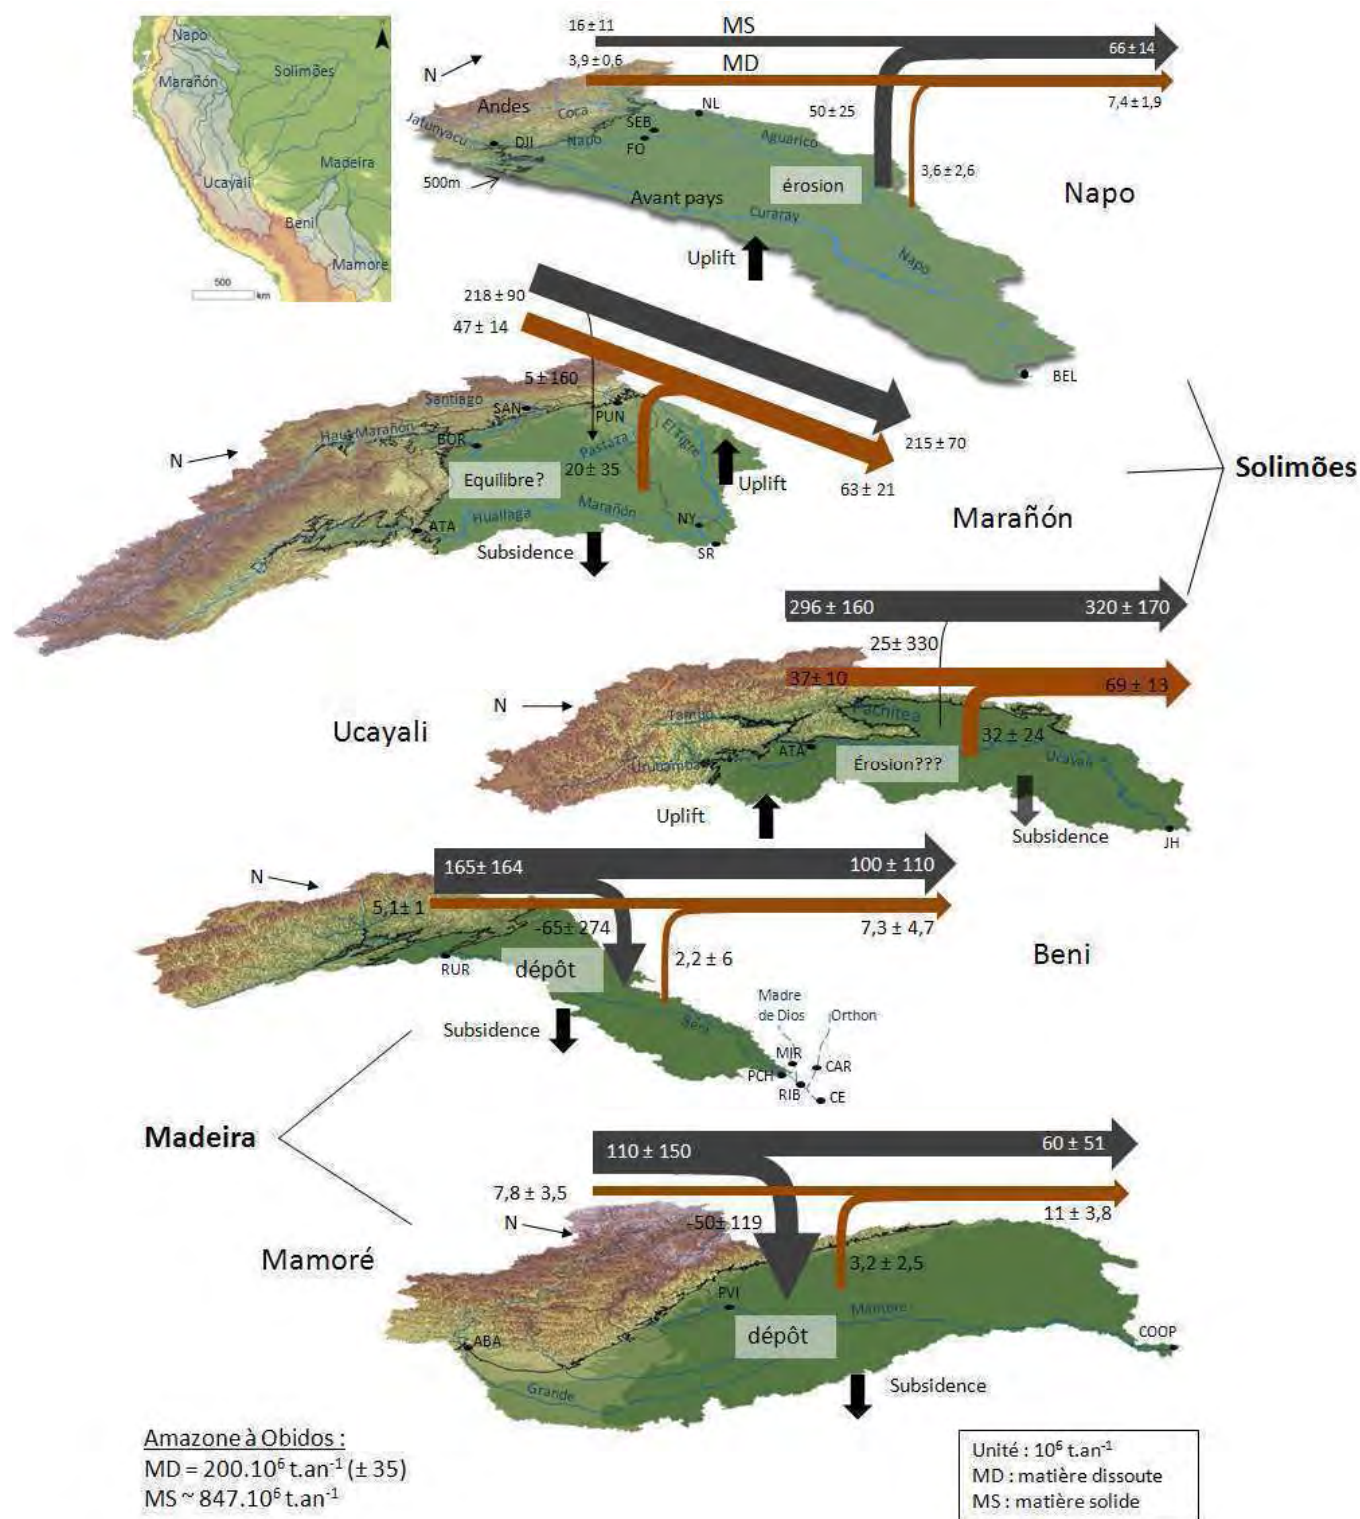 Napo
Solimões
Marañón
Madeira
Ucayali
Beni
Mamore
500
km
16 ± 11
MS
66 ± 14
3,9 ± 0,6
MD
7,4 ± 1,9
N
Andes
Coca
NL
50 ± 25
Jatunyacu
DJI
Napo
SEB
FO
Aguarico
500m
érosion
3,6 ± 2,6
Napo
Avant pays
Curaray
Napo
Uplift
BEL
218 ± 90
47 ± 14
5 ± 160
Santiago
SAN
PUN
Haut Marañón
BOR
Pastaza
El Tigre
215 ± 70
N
Equilibre?
20 ± 35
Uplift
63 ± 21
Solimões
Marañón
ATA
Huallaga
Marañón
NY
SR
Subsidence
296 ± 160
320 ± 170
25± 330
37± 10
69 ± 13
N
Ucayali
Tambo
Pachitea
ATA
32 ± 24
Urubamba
Érosion???
Ucayali
Uplift
Subsidence
JH
165± 164
100 ± 110
N
5,1± 1
-65± 274
7,3 ± 4,7
RUR
dépôt
2,2 ± 6
Beni
Madre
de Dios
Orthon
Subsidence
Beni
MIR
CAR
PCH
RIB
CE
Madeira
110 ± 150
60 ± 51
7,8 ± 3,5
N
-50± 119
11 ± 3,8
Mamoré
3,2 ± 2,5
PVI
Mamore
ABA
dépôt
COOP
Grande
Subsidence
Amazone à Obidos :
MD = 200.10⁶ t.an⁻¹ (± 35)
MS ~ 847.10⁶ t.an⁻¹
Unité : 10⁶ t.an⁻¹
MD : matière dissoute
MS : matière solide